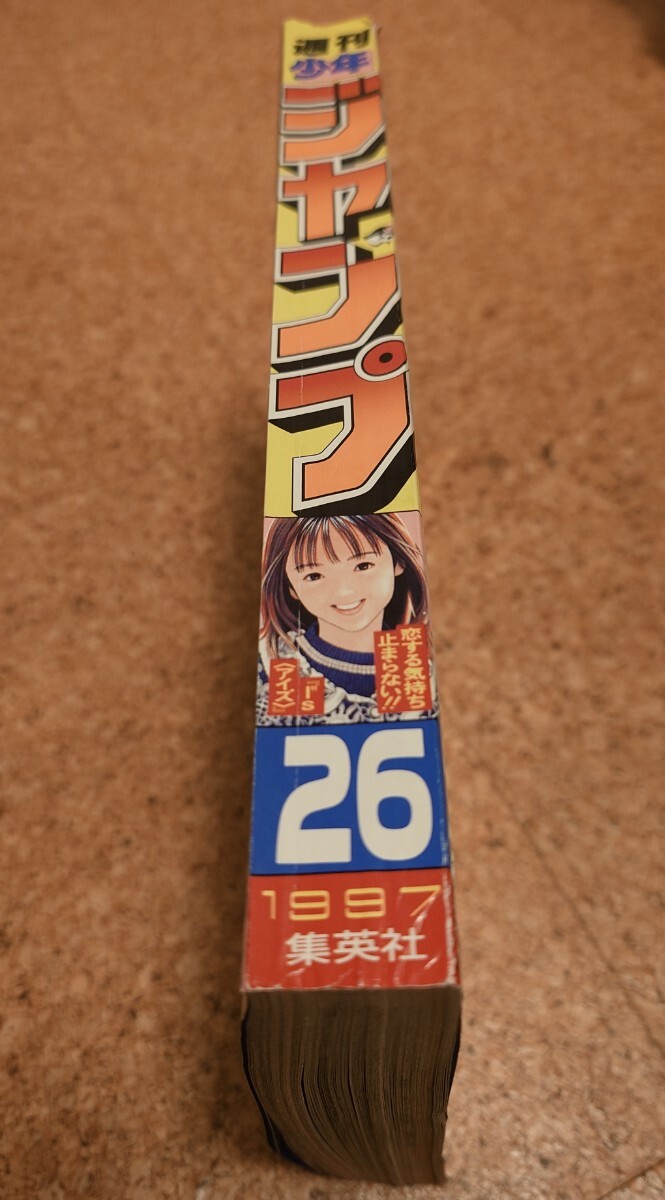 週刊
少年
ジャンプ
恋する気持ち
止まらない!!
『I"s
〈アイズ〉』
26
1997
集英社